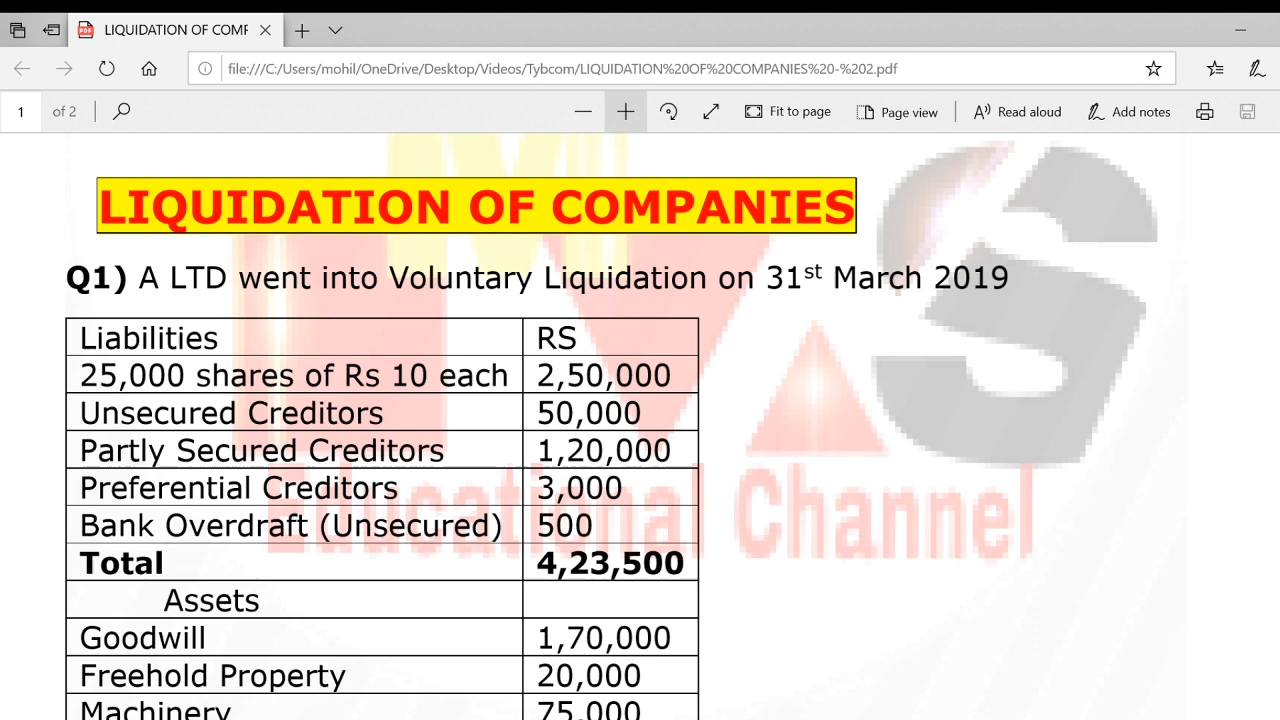 LIQUIDATION OF COMF
file:///C:/Users/mohil/OneDrive/Desktop/Videos/Tybcom/LIQUIDATION%20OF%20COMPANIES%20-%202.pdf
1 of 2 Fit to page Page view Read aloud Add notes
LIQUIDATION OF COMPANIES
Q1) A LTD went into Voluntary Liquidation on 31st March 2019
Liabilities RS
25,000 shares of Rs 10 each 2,50,000
Unsecured Creditors 50,000
Partly Secured Creditors 1,20,000
Preferential Creditors 3,000
Bank Overdraft (Unsecured) 500
Total 4,23,500
Assets
Goodwill 1,70,000
Freehold Property 20,000
Machinery 75,000
MVS
Educational Channel